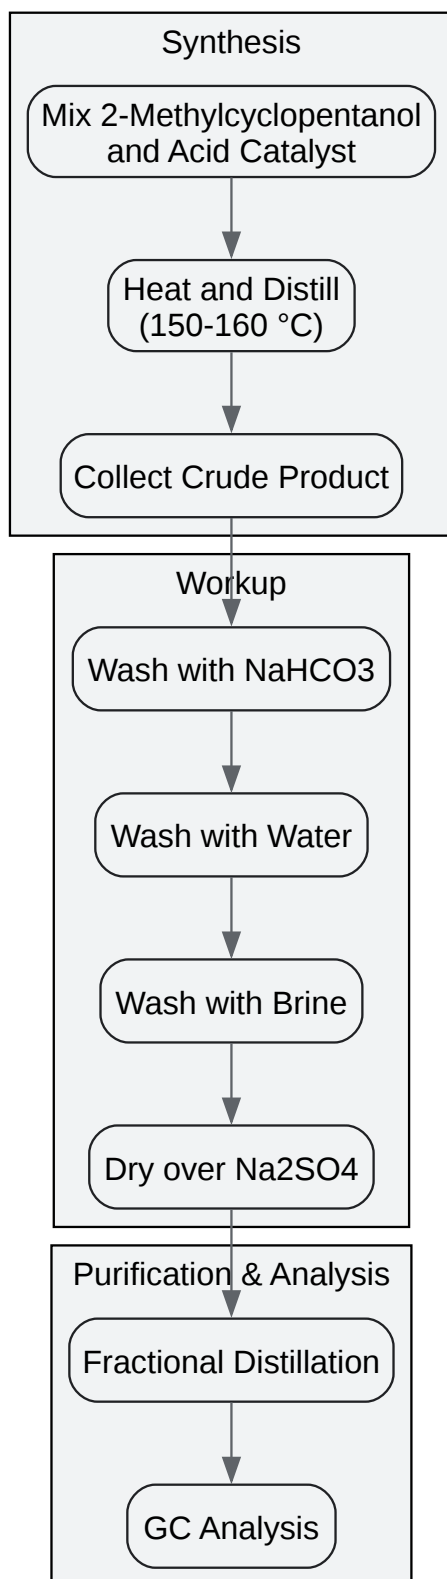 Synthesis
Mix 2-Methylcyclopentanol
and Acid Catalyst
Heat and Distill
(150-160 °C)
Collect Crude Product
Workup
Wash with NaHCO3
Wash with Water
Wash with Brine
Dry over Na2SO4
Purification & Analysis
Fractional Distillation
GC Analysis